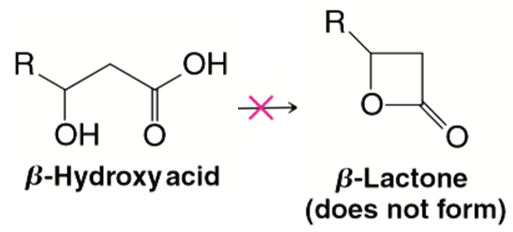 R
R
OH
O
OH
O
O
β-Hydroxy acid
β-Lactone
(does not form)